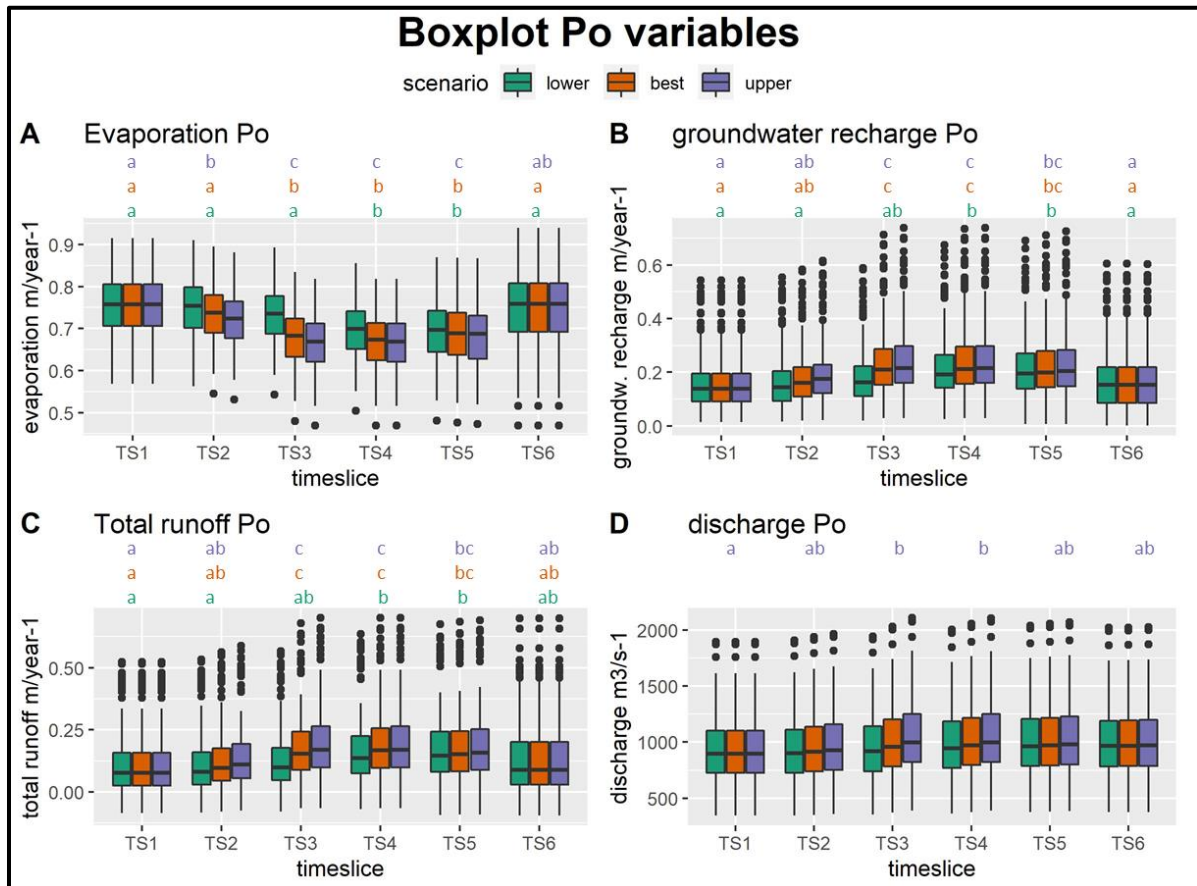 Boxplot Po variables
scenario lower best upper
A Evaporation Po
a b c c c ab
a a b b b a
a a a b b a
evaporation m/year-1
0.9
0.8
0.7
0.6
0.5
TS1 TS2 TS3 TS4 TS5 TS6
timeslice
B groundwater recharge Po
a ab c c bc a
a ab c c bc a
a a ab b b a
groundw. recharge m/year-1
0.6
0.4
0.2
0.0
TS1 TS2 TS3 TS4 TS5 TS6
timeslice
C Total runoff Po
a ab c c bc ab
a ab c c bc ab
a a ab b b ab
total runoff m/year-1
0.50
0.25
0.00
TS1 TS2 TS3 TS4 TS5 TS6
timeslice
D discharge Po
a ab b b ab ab
discharge m3/s-1
2000
1500
1000
500
TS1 TS2 TS3 TS4 TS5 TS6
timeslice